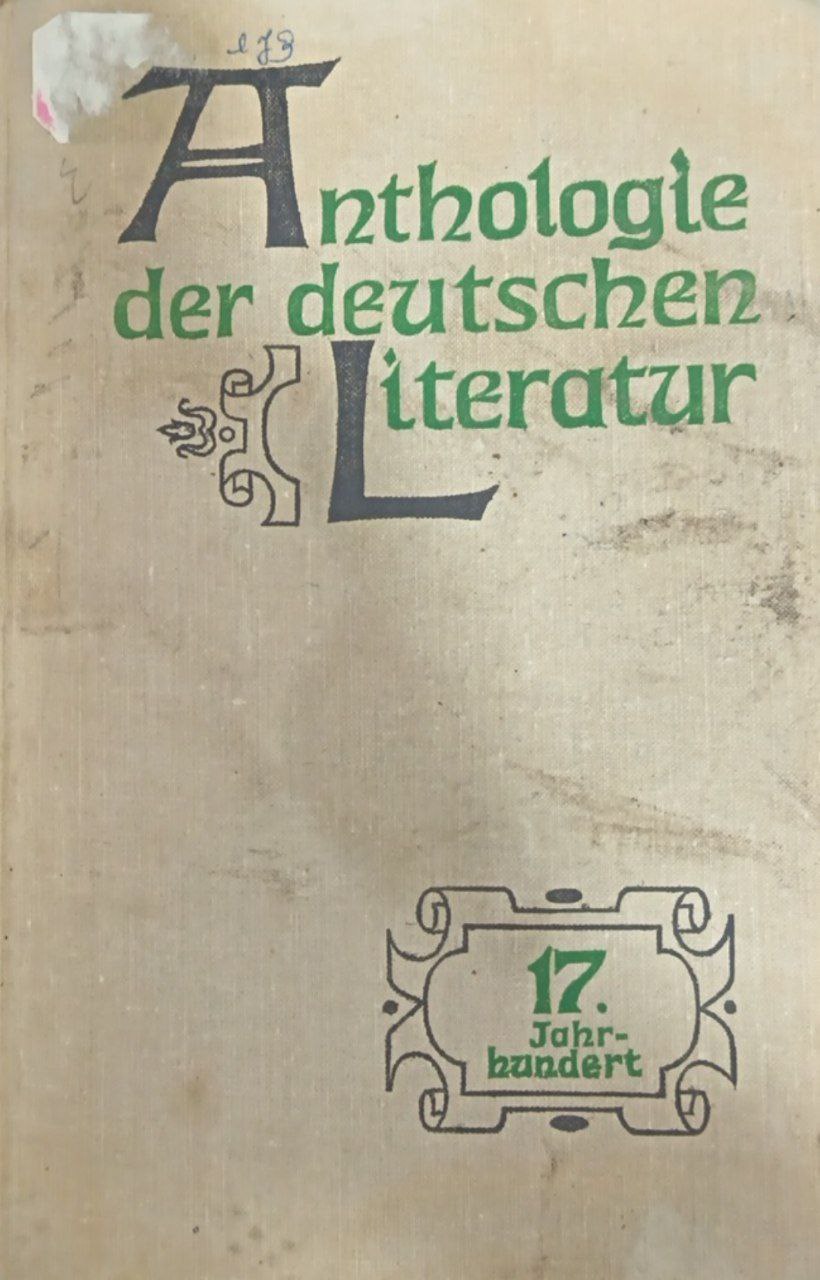 Anthologie
der deutschen
Literatur
17.
Jahr-
hundert